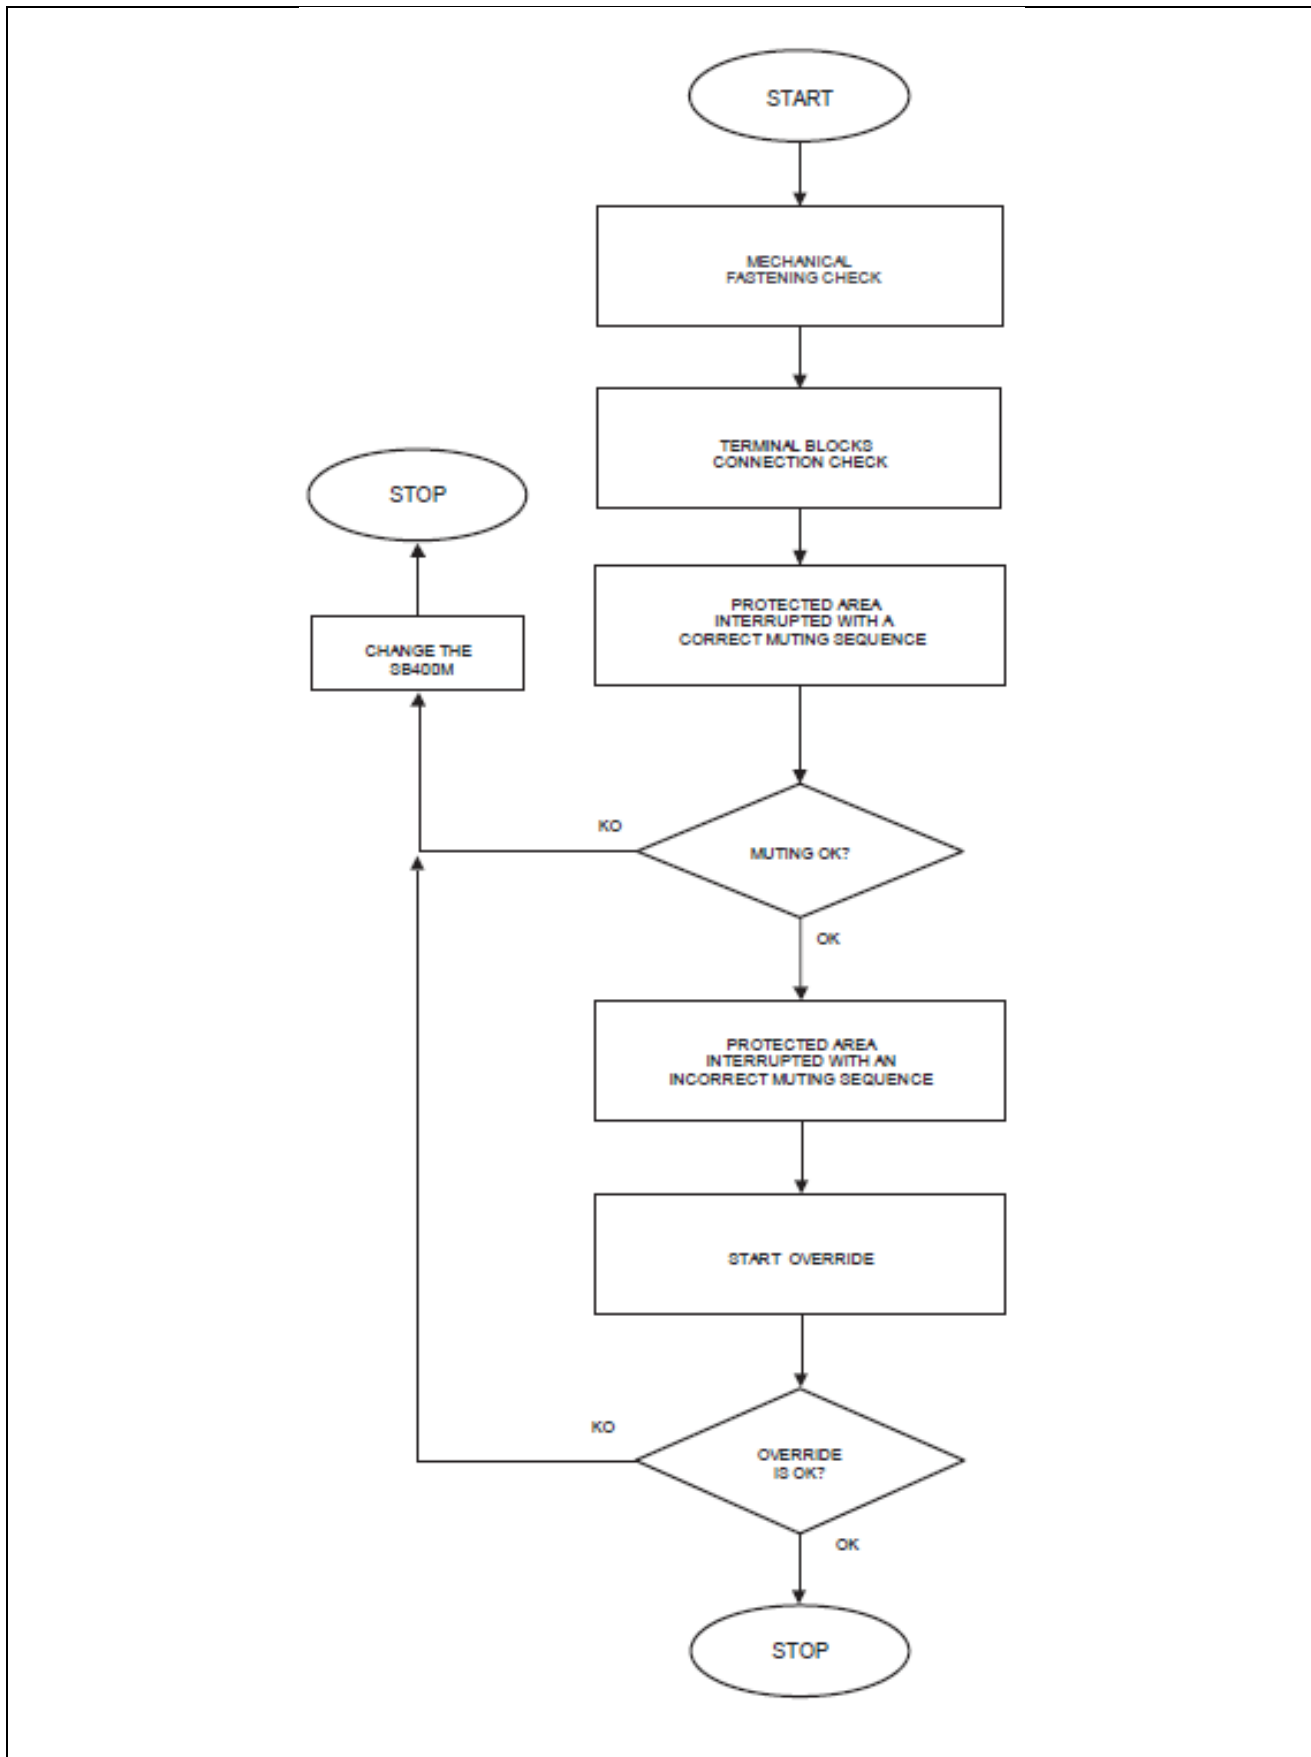 START
MECHANICAL
FASTENING CHECK
TERMINAL BLOCKS
CONNECTION CHECK
STOP
PROTECTED AREA
INTERRUPTED WITH A
CORRECT MUTING SEQUENCE
CHANGE THE
SB400M
KO
MUTING OK?
OK
PROTECTED AREA
INTERRUPTED WITH AN
INCORRECT MUTING SEQUENCE
START OVERRIDE
KO
OVERRIDE
IS OK?
OK
STOP